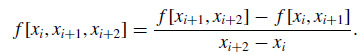 f[x_i, x_{i+1}, x_{i+2}] = \frac{f[x_{i+1}, x_{i+2}] - f[x_i, x_{i+1}]}{x_{i+2} - x_i}.